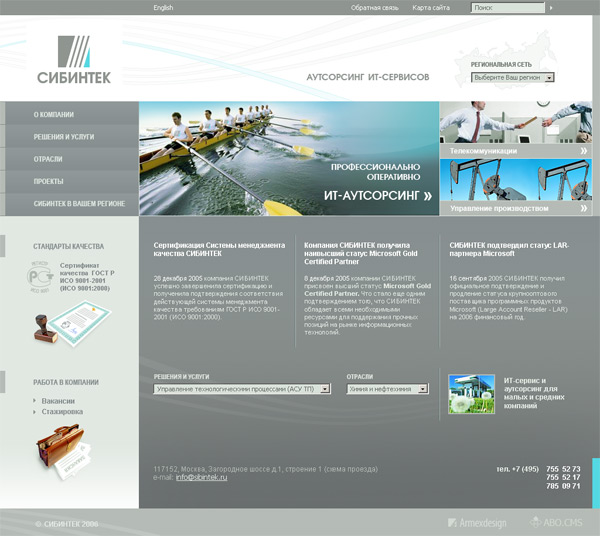 English
Обратная связь
Карта сайта
Поиск
СИБИНТЕК
АУТСОРСИНГ ИТ-СЕРВИСОВ
РЕГИОНАЛЬНАЯ СЕТЬ
Выберите Ваш регион
О КОМПАНИИ
РЕШЕНИЯ И УСЛУГИ
ОТРАСЛИ
ПРОЕКТЫ
СИБИНТЕК В ВАШЕМ РЕГИОНЕ
ПРОФЕССИОНАЛЬНО
ОПЕРАТИВНО
ИТ-АУТСОРСИНГ »
Телекоммуникации »
Управление производством »
СТАНДАРТЫ КАЧЕСТВА
Сертификат
качества ГОСТ Р
ИСО 9001-2001
(ИСО 9001:2000)
Сертификация Системы менеджмента
качества СИБИНТЕК
28 декабря 2005 компания СИБИНТЕК
успешно завершила сертификацию и
получила подтверждения соответствия
действующей системы менеджмента
качества требованиям ГОСТ Р ИСО 9001-
2001 (ИСО 9001:2000).
Компания СИБИНТЕК получила
наивысший статус Microsoft Gold
Certified Partner
8 декабря 2005 компании СИБИНТЕК
присвоен высший статус Microsoft Gold
Certified Partner. Что стало еще одним
подтверждением тому, что СИБИНТЕК
обладает всеми необходимыми
ресурсами для поддержания прочных
позиций на рынке информационных
технологий.
СИБИНТЕК подтвердил статус LAR-
партнера Microsoft
16 сентября 2005 СИБИНТЕК получил
официальное подтверждение и
продление статуса крупнооптового
поставщика программных продуктов
Microsoft (Large Account Reseller - LAR)
на 2006 финансовый год.
РАБОТА В КОМПАНИИ
Вакансии
Стажировка
РЕШЕНИЯ И УСЛУГИ
Управление технологическими процессами (АСУ ТП)
ОТРАСЛИ
Химия и нефтехимия
ИТ-сервис и
аутсорсинг для
малых и средних
компаний
117152, Москва, Загородное шоссе д.1, строение 1 (схема проезда)
e-mail: info@sibintek.ru
тел. +7 (495) 755 52 73
755 52 17
785 09 71
© СИБИНТЕК 2006
Armexdesign
ABO.CMS